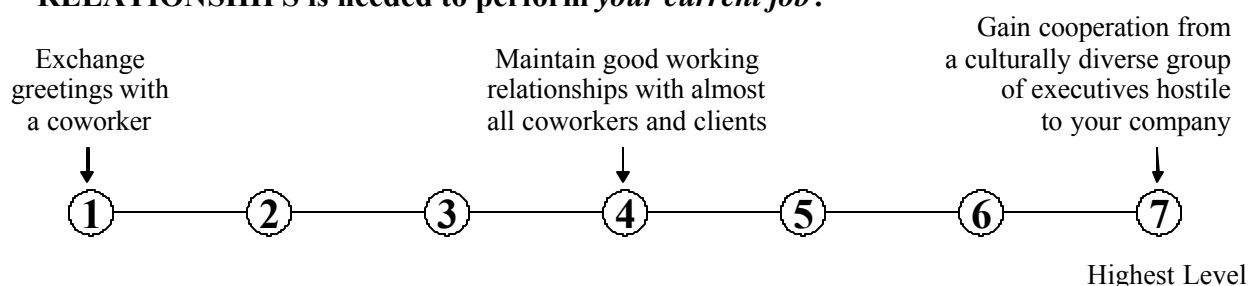 RELATIONSHIPS is needed to perform your current job?
Exchange
greetings with
a coworker
Maintain good working
relationships with almost
all coworkers and clients
Gain cooperation from
a culturally diverse group
of executives hostile
to your company
1 2 3 4 5 6 7
Highest Level